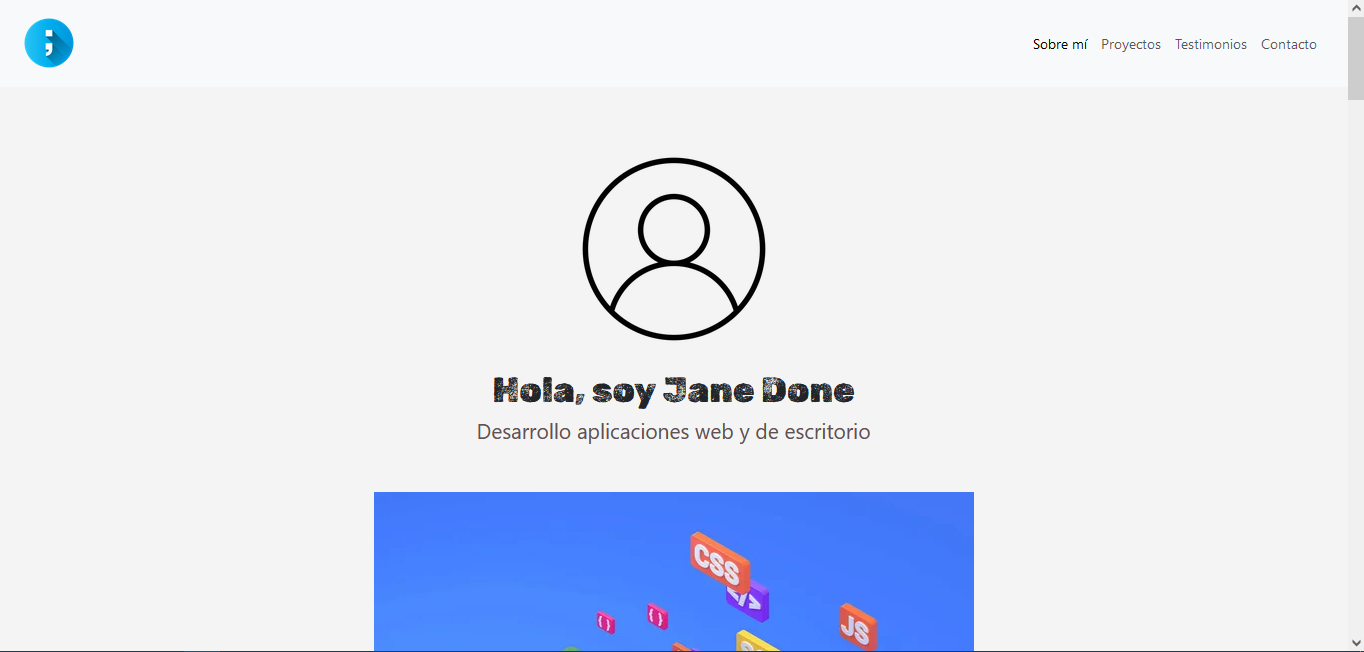 ;
Sobre mí Proyectos Testimonios Contacto
Hola, soy Jane Done
Desarrollo aplicaciones web y de escritorio
CSS
</>
{ }
{ }
JS